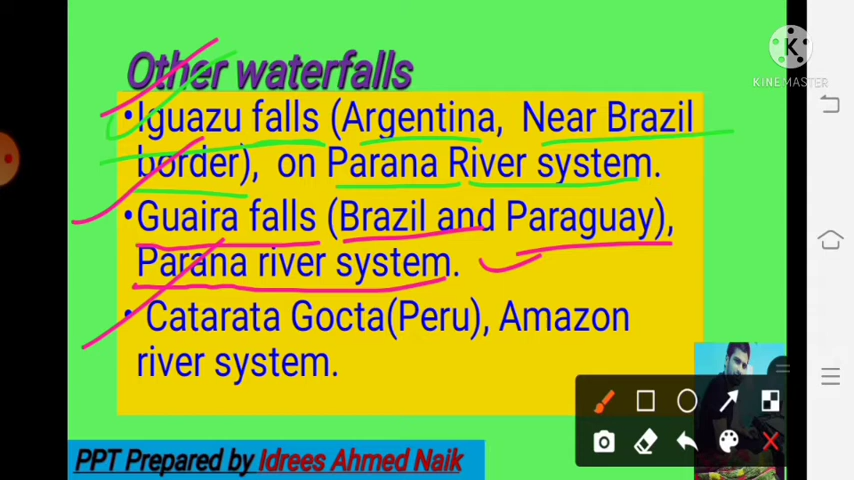 Other waterfalls
•Iguazu falls (Argentina, Near Brazil
border), on Parana River system.
•Guaira falls (Brazil and Paraguay),
Parana river system.
• Catarata Gocta(Peru), Amazon
river system.
PPT Prepared by Idrees Ahmed Naik
K
KINEMASTER